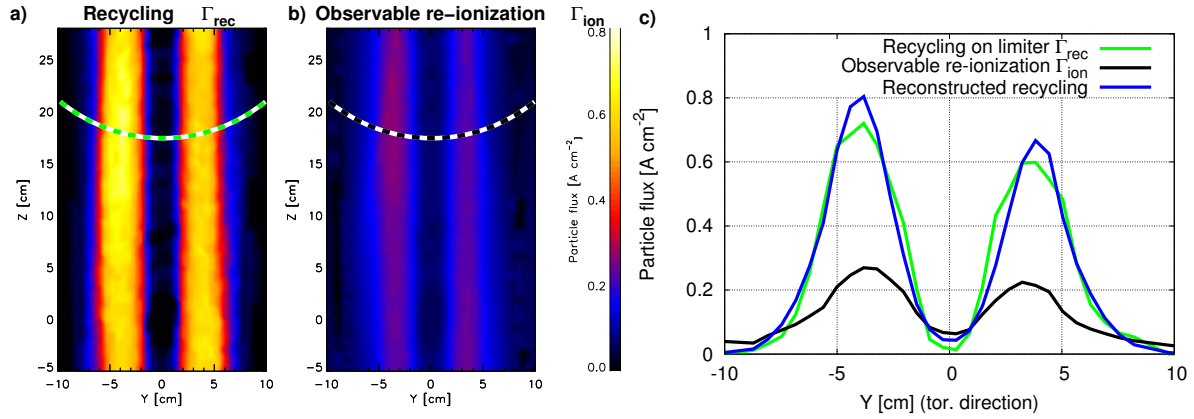 a) Recycling Γrec
b) Observable re-ionization Γion
c)
25
20
15
10
5
0
-5
Z [cm]
-10 -5 0 5 10
Y [cm]
25
20
15
10
5
0
-5
-10 -5 0 5 10
Y [cm]
0.8
0.6
0.4
0.2
0.0
Particle flux [A cm⁻²]
Recycling on limiter Γrec
Observable re-ionization Γion
Reconstructed recycling
1
0.8
0.6
0.4
0.2
0
Particle flux [A cm⁻²]
-10 -5 0 5 10
Y [cm] (tor. direction)